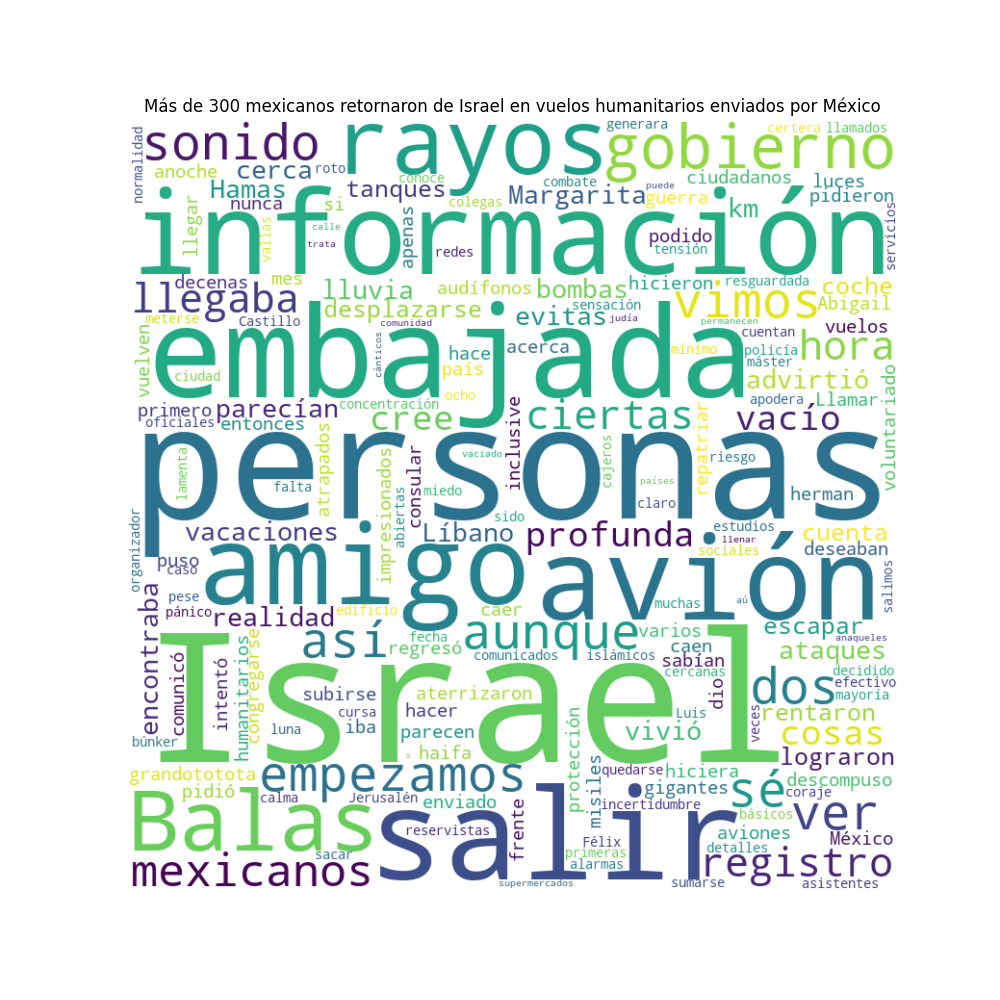 Más de 300 mexicanos retornaron de Israel en vuelos humanitarios enviados por México
sonido
rayos
generara
gobierno
certera
llamados
normalidad
anoche
cerca
roto
conoce
tanques
combate
Margarita
puede
guerra
ciudadanos
luces
pidieron
Hamas
nunca
si
colegas
km
llegar
vallas
calle
trata
apenas
información
redes
podido
tensión
servicios
decenas
mes
llegaba
lluvia
audífonos
bombas
hicieron
resguardada
vimos
coche
Abigail
desplazarse
sensación
evitas
judía
meterse
Castillo
comunidad
permanecen
cuentan
vuelos
vuelven
embajada
cánticos
hace
acerca
mínimo
policía
hora
país
máster
ciudad
advirtió
ocho
primero
parecían
concentración
apodera
Llamar
oficiales
entonces
cree
ciertas
vacío
voluntariado
inclusive
repatriar
personas
atrapados
lamenta
consular
vaciado
cajeros
riesgo
países
falta
impresionados
miedo
claro
herman
abiertas
sido
organizador
vacaciones
Líbano
profunda
estudios
llenar
cuenta
sociales
deseaban
puso
caso
amigo
avión
salimos
pese
pánico
realidad
edificio
caer
muchas
aú
encontraba
así
aunque
varios
escapar
anaqueles
fecha
regresó
caen
ataques
comunicados
islámicos
sabían
cercanas
decidido
comunicó
intentó
humanitarios
congregarse
Israel
subirse
aterrizaron
dio
dos
efectivo
mayoría
cursa
hacer
Luis
veces
rentaron
luna
iba
parecen
vivió
cosas
búnker
haifa
s
protección
lograron
grandototota
empezamos
misiles
quedarse
hiciera
descompuso
pidió
gigantes
sé
coraje
calma
Jerusalén
enviado
incertidumbre
básicos
ver
Balas
salir
frente
reservistas
aviones
México
Félix
detalles
sacar
primeras
alarmas
registro
mexicanos
supermercados
sumarse
asistentes